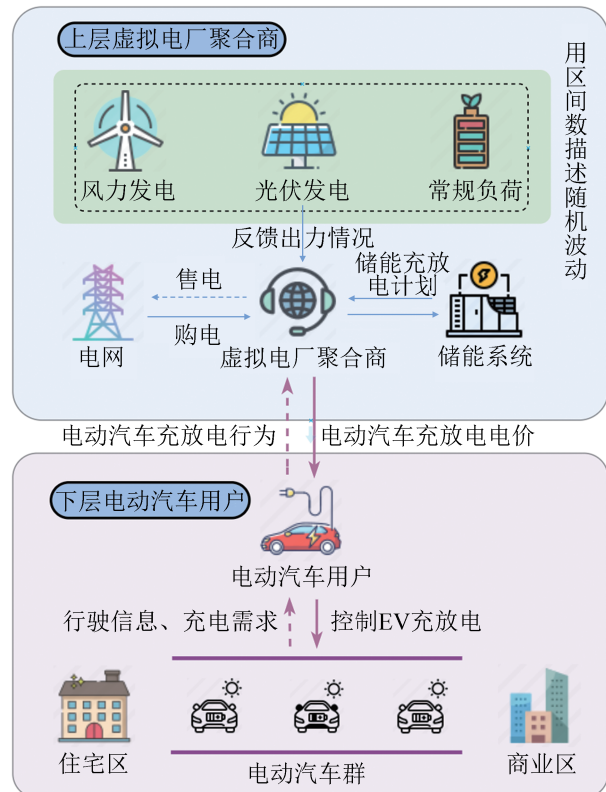 上层虚拟电厂聚合商
用区间数描述随机波动
风力发电
光伏发电
常规负荷
反馈出力情况
售电
储能充放
电计划
购电
电网
虚拟电厂聚合商
储能系统
电动汽车充放电行为
电动汽车充放电电价
下层电动汽车用户
电动汽车用户
行驶信息、充电需求
控制EV充放电
住宅区
商业区
电动汽车群